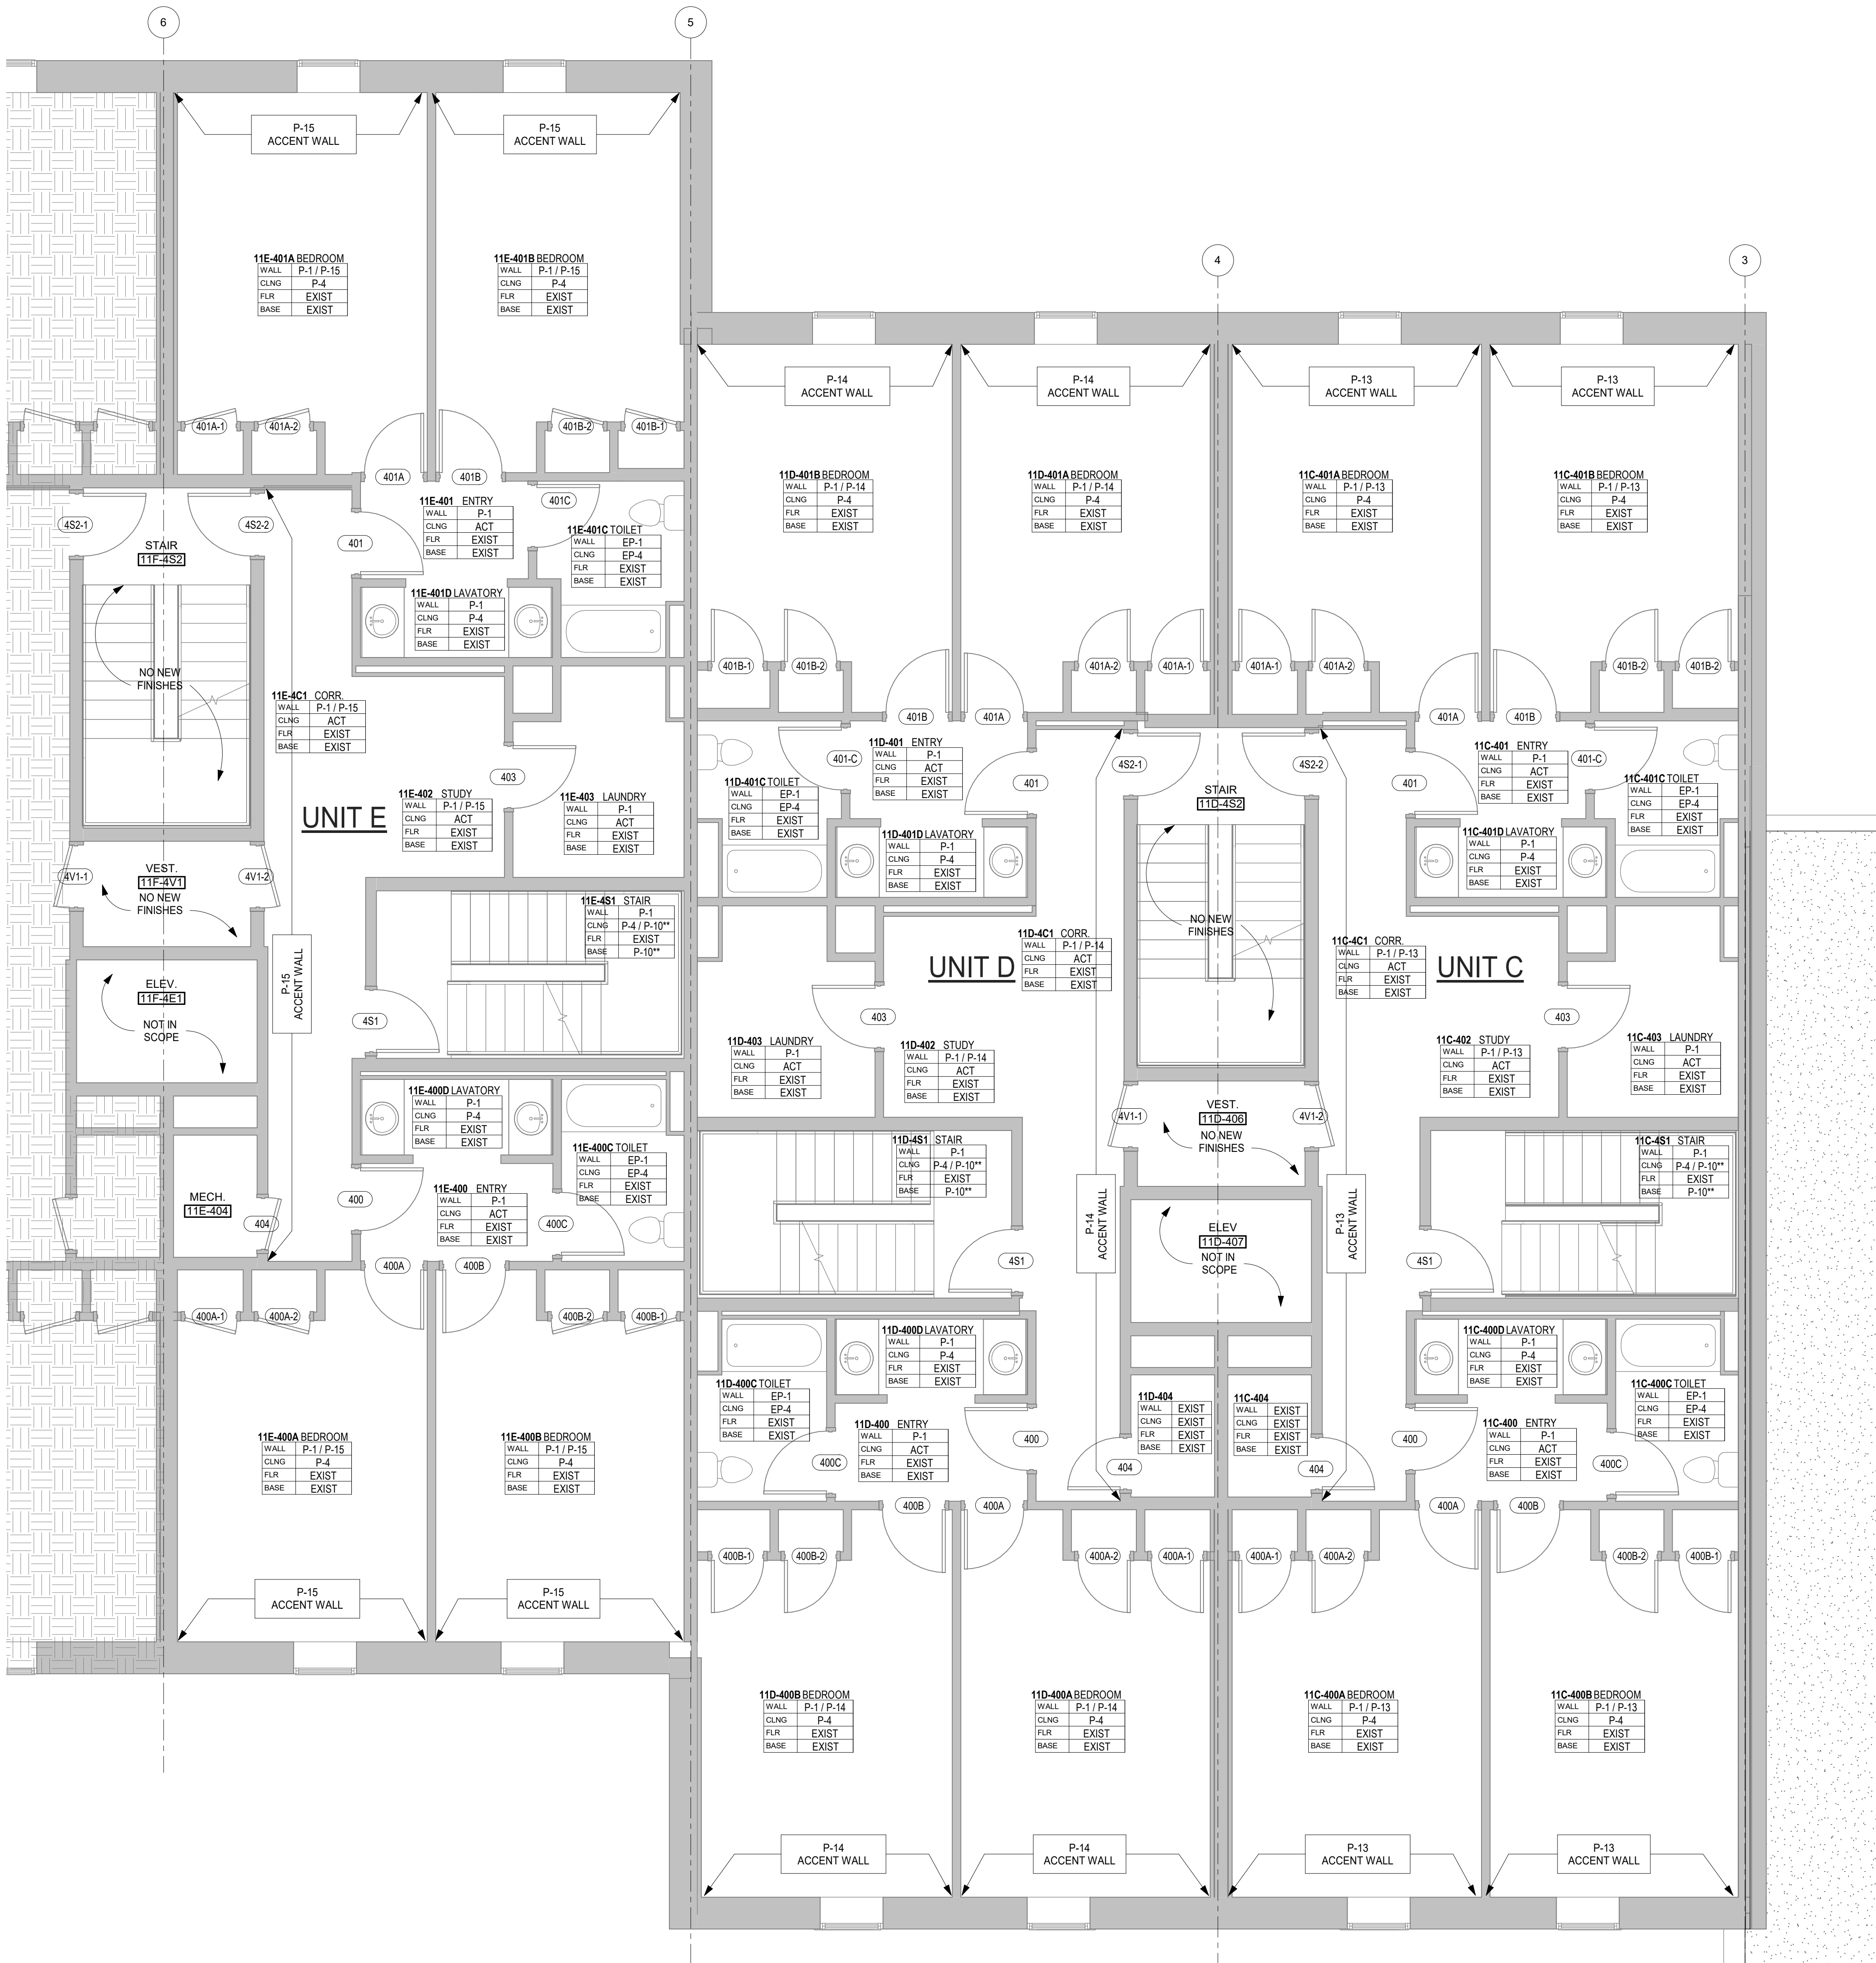 6
5
4
3
P-15
ACCENT WALL
P-15
ACCENT WALL
11E-401A BEDROOM
WALL P-1 / P-15
CLNG P-4
FLR EXIST
BASE EXIST
11E-401B BEDROOM
WALL P-1 / P-15
CLNG P-4
FLR EXIST
BASE EXIST
401A-1
401A-2
401B-2
401B-1
401A
401B
4S2-1
4S2-2
STAIR
11F-4S2
401
11E-401 ENTRY
WALL P-1
CLNG ACT
FLR EXIST
BASE EXIST
401C
11E-401C TOILET
WALL EP-1
CLNG EP-4
FLR EXIST
BASE EXIST
11E-401D LAVATORY
WALL P-1
CLNG P-4
FLR EXIST
BASE EXIST
NO NEW
FINISHES
11E-4C1 CORR.
WALL P-1 / P-15
CLNG ACT
FLR EXIST
BASE EXIST
403
UNIT E
11E-402 STUDY
WALL P-1 / P-15
CLNG ACT
FLR EXIST
BASE EXIST
11E-403 LAUNDRY
WALL P-1
CLNG ACT
FLR EXIST
BASE EXIST
4V1-1
VEST.
11F-4V1
NO NEW
FINISHES
4V1-2
11E-4S1 STAIR
WALL P-1
CLNG P-4 / P-10**
FLR EXIST
BASE P-10**
P-15
ACCENT WALL
ELEV.
11F-4E1
NOT IN
SCOPE
4S1
11E-400D LAVATORY
WALL P-1
CLNG P-4
FLR EXIST
BASE EXIST
11E-400C TOILET
WALL EP-1
CLNG EP-4
FLR EXIST
BASE EXIST
MECH.
11E-404
404
400
11E-400 ENTRY
WALL P-1
CLNG ACT
FLR EXIST
BASE EXIST
400C
400A
400B
400A-1
400A-2
400B-2
400B-1
11E-400A BEDROOM
WALL P-1 / P-15
CLNG P-4
FLR EXIST
BASE EXIST
11E-400B BEDROOM
WALL P-1 / P-15
CLNG P-4
FLR EXIST
BASE EXIST
P-15
ACCENT WALL
P-15
ACCENT WALL
P-14
ACCENT WALL
P-14
ACCENT WALL
P-13
ACCENT WALL
P-13
ACCENT WALL
11D-401B BEDROOM
WALL P-1 / P-14
CLNG P-4
FLR EXIST
BASE EXIST
11D-401A BEDROOM
WALL P-1 / P-14
CLNG P-4
FLR EXIST
BASE EXIST
11C-401A BEDROOM
WALL P-1 / P-13
CLNG P-4
FLR EXIST
BASE EXIST
11C-401B BEDROOM
WALL P-1 / P-13
CLNG P-4
FLR EXIST
BASE EXIST
401B-1
401B-2
401A-2
401A-1
401A-1
401A-2
401B-2
401B-2
401B
401A
401A
401B
401-C
11D-401 ENTRY
WALL P-1
CLNG ACT
FLR EXIST
BASE EXIST
401
4S2-1
4S2-2
STAIR
11D-4S2
401
11C-401 ENTRY
WALL P-1
CLNG ACT
FLR EXIST
BASE EXIST
401-C
11D-401C TOILET
WALL EP-1
CLNG EP-4
FLR EXIST
BASE EXIST
11C-401C TOILET
WALL EP-1
CLNG EP-4
FLR EXIST
BASE EXIST
11D-401D LAVATORY
WALL P-1
CLNG P-4
FLR EXIST
BASE EXIST
11C-401D LAVATORY
WALL P-1
CLNG P-4
FLR EXIST
BASE EXIST
NO NEW
FINISHES
UNIT D
11D-4C1 CORR.
WALL P-1 / P-14
CLNG ACT
FLR EXIST
BASE EXIST
11C-4C1 CORR.
WALL P-1 / P-13
CLNG ACT
FLR EXIST
BASE EXIST
UNIT C
403
403
11D-403 LAUNDRY
WALL P-1
CLNG ACT
FLR EXIST
BASE EXIST
11D-402 STUDY
WALL P-1 / P-14
CLNG ACT
FLR EXIST
BASE EXIST
11C-402 STUDY
WALL P-1 / P-13
CLNG ACT
FLR EXIST
BASE EXIST
11C-403 LAUNDRY
WALL P-1
CLNG ACT
FLR EXIST
BASE EXIST
4V1-1
VEST.
11D-406
NO NEW
FINISHES
4V1-2
11D-4S1 STAIR
WALL P-1
CLNG P-4 / P-10**
FLR EXIST
BASE P-10**
11C-4S1 STAIR
WALL P-1
CLNG P-4 / P-10**
FLR EXIST
BASE P-10**
P-14
ACCENT WALL
P-13
ACCENT WALL
ELEV
11D-407
NOT IN
SCOPE
4S1
4S1
11D-400D LAVATORY
WALL P-1
CLNG P-4
FLR EXIST
BASE EXIST
11C-400D LAVATORY
WALL P-1
CLNG P-4
FLR EXIST
BASE EXIST
11D-400C TOILET
WALL EP-1
CLNG EP-4
FLR EXIST
BASE EXIST
11C-400C TOILET
WALL EP-1
CLNG EP-4
FLR EXIST
BASE EXIST
11D-404
WALL EXIST
CLNG EXIST
FLR EXIST
BASE EXIST
11C-404
WALL EXIST
CLNG EXIST
FLR EXIST
BASE EXIST
11D-400 ENTRY
WALL P-1
CLNG ACT
FLR EXIST
BASE EXIST
11C-400 ENTRY
WALL P-1
CLNG ACT
FLR EXIST
BASE EXIST
400
400
400C
404
404
400C
400B
400A
400A
400B
400B-1
400B-2
400A-2
400A-1
400A-1
400A-2
400B-2
400B-1
11D-400B BEDROOM
WALL P-1 / P-14
CLNG P-4
FLR EXIST
BASE EXIST
11D-400A BEDROOM
WALL P-1 / P-14
CLNG P-4
FLR EXIST
BASE EXIST
11C-400A BEDROOM
WALL P-1 / P-13
CLNG P-4
FLR EXIST
BASE EXIST
11C-400B BEDROOM
WALL P-1 / P-13
CLNG P-4
FLR EXIST
BASE EXIST
P-14
ACCENT WALL
P-14
ACCENT WALL
P-13
ACCENT WALL
P-13
ACCENT WALL